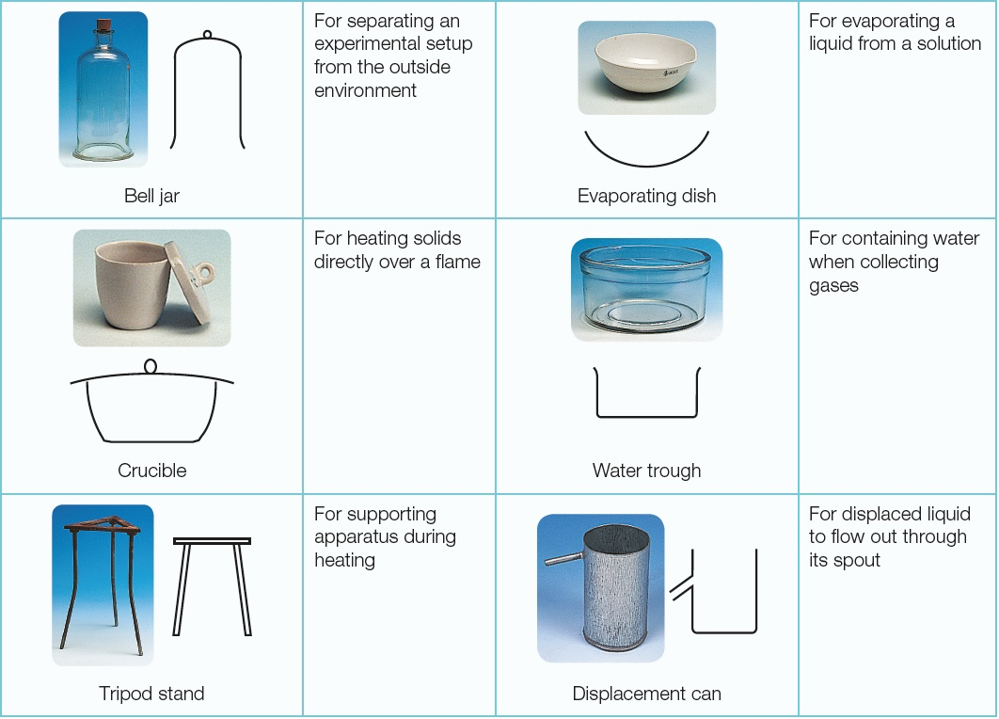 For separating an
experimental setup
from the outside
environment
Bell jar
For evaporating a
liquid from a solution
Evaporating dish
For heating solids
directly over a flame
Crucible
For containing water
when collecting
gases
Water trough
For supporting
apparatus during
heating
Tripod stand
For displaced liquid
to flow out through
its spout
Displacement can